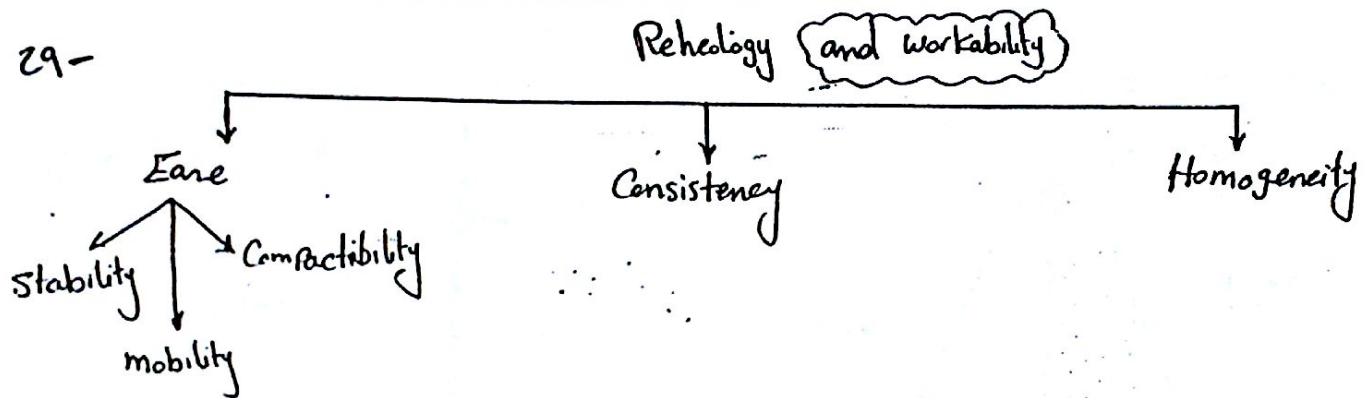 29-
Reheology and workability
Ease
Consistency
Homogeneity
Stability
Compactibility
mobility